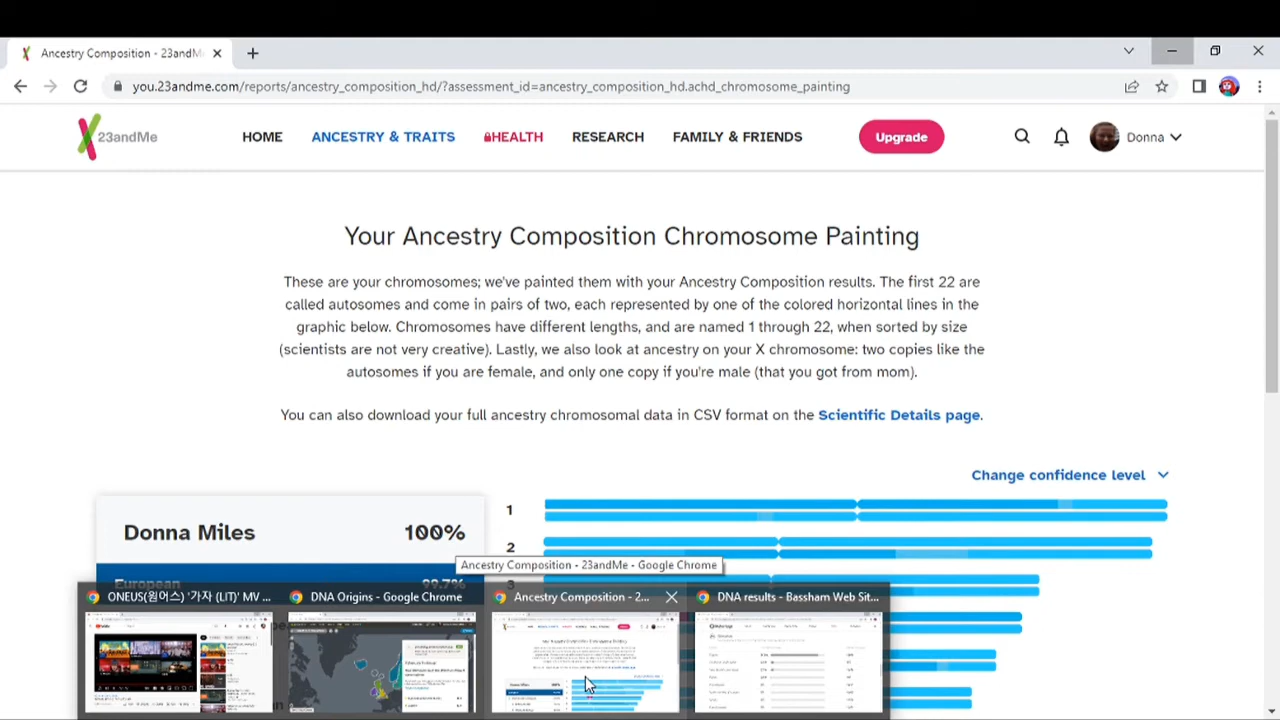 Ancestry Composition - 23andMe
you.23andme.com/reports/ancestry_composition_hd/?assessment_id=ancestry_composition_hd.achd_chromosome_painting
23andMe
HOME
ANCESTRY & TRAITS
HEALTH
RESEARCH
FAMILY & FRIENDS
Upgrade
Donna
Your Ancestry Composition Chromosome Painting
These are your chromosomes; we've painted them with your Ancestry Composition results. The first 22 are
called autosomes and come in pairs of two, each represented by one of the colored horizontal lines in the
graphic below. Chromosomes have different lengths, and are named 1 through 22, when sorted by size
(scientists are not very creative). Lastly, we also look at ancestry on your X chromosome: two copies like the
autosomes if you are female, and only one copy if you're male (that you got from mom).
You can also download your full ancestry chromosomal data in CSV format on the Scientific Details page.
Change confidence level
1
Donna Miles 100%
2
Ancestry Composition - 23andMe - Google Chrome
European 99.7%
3
ONEUS(원어스) '가자 (LIT)' MV ...
DNA Origins - Google Chrome
Ancestry Composition - 2...
DNA results - Bassham Web Sit...